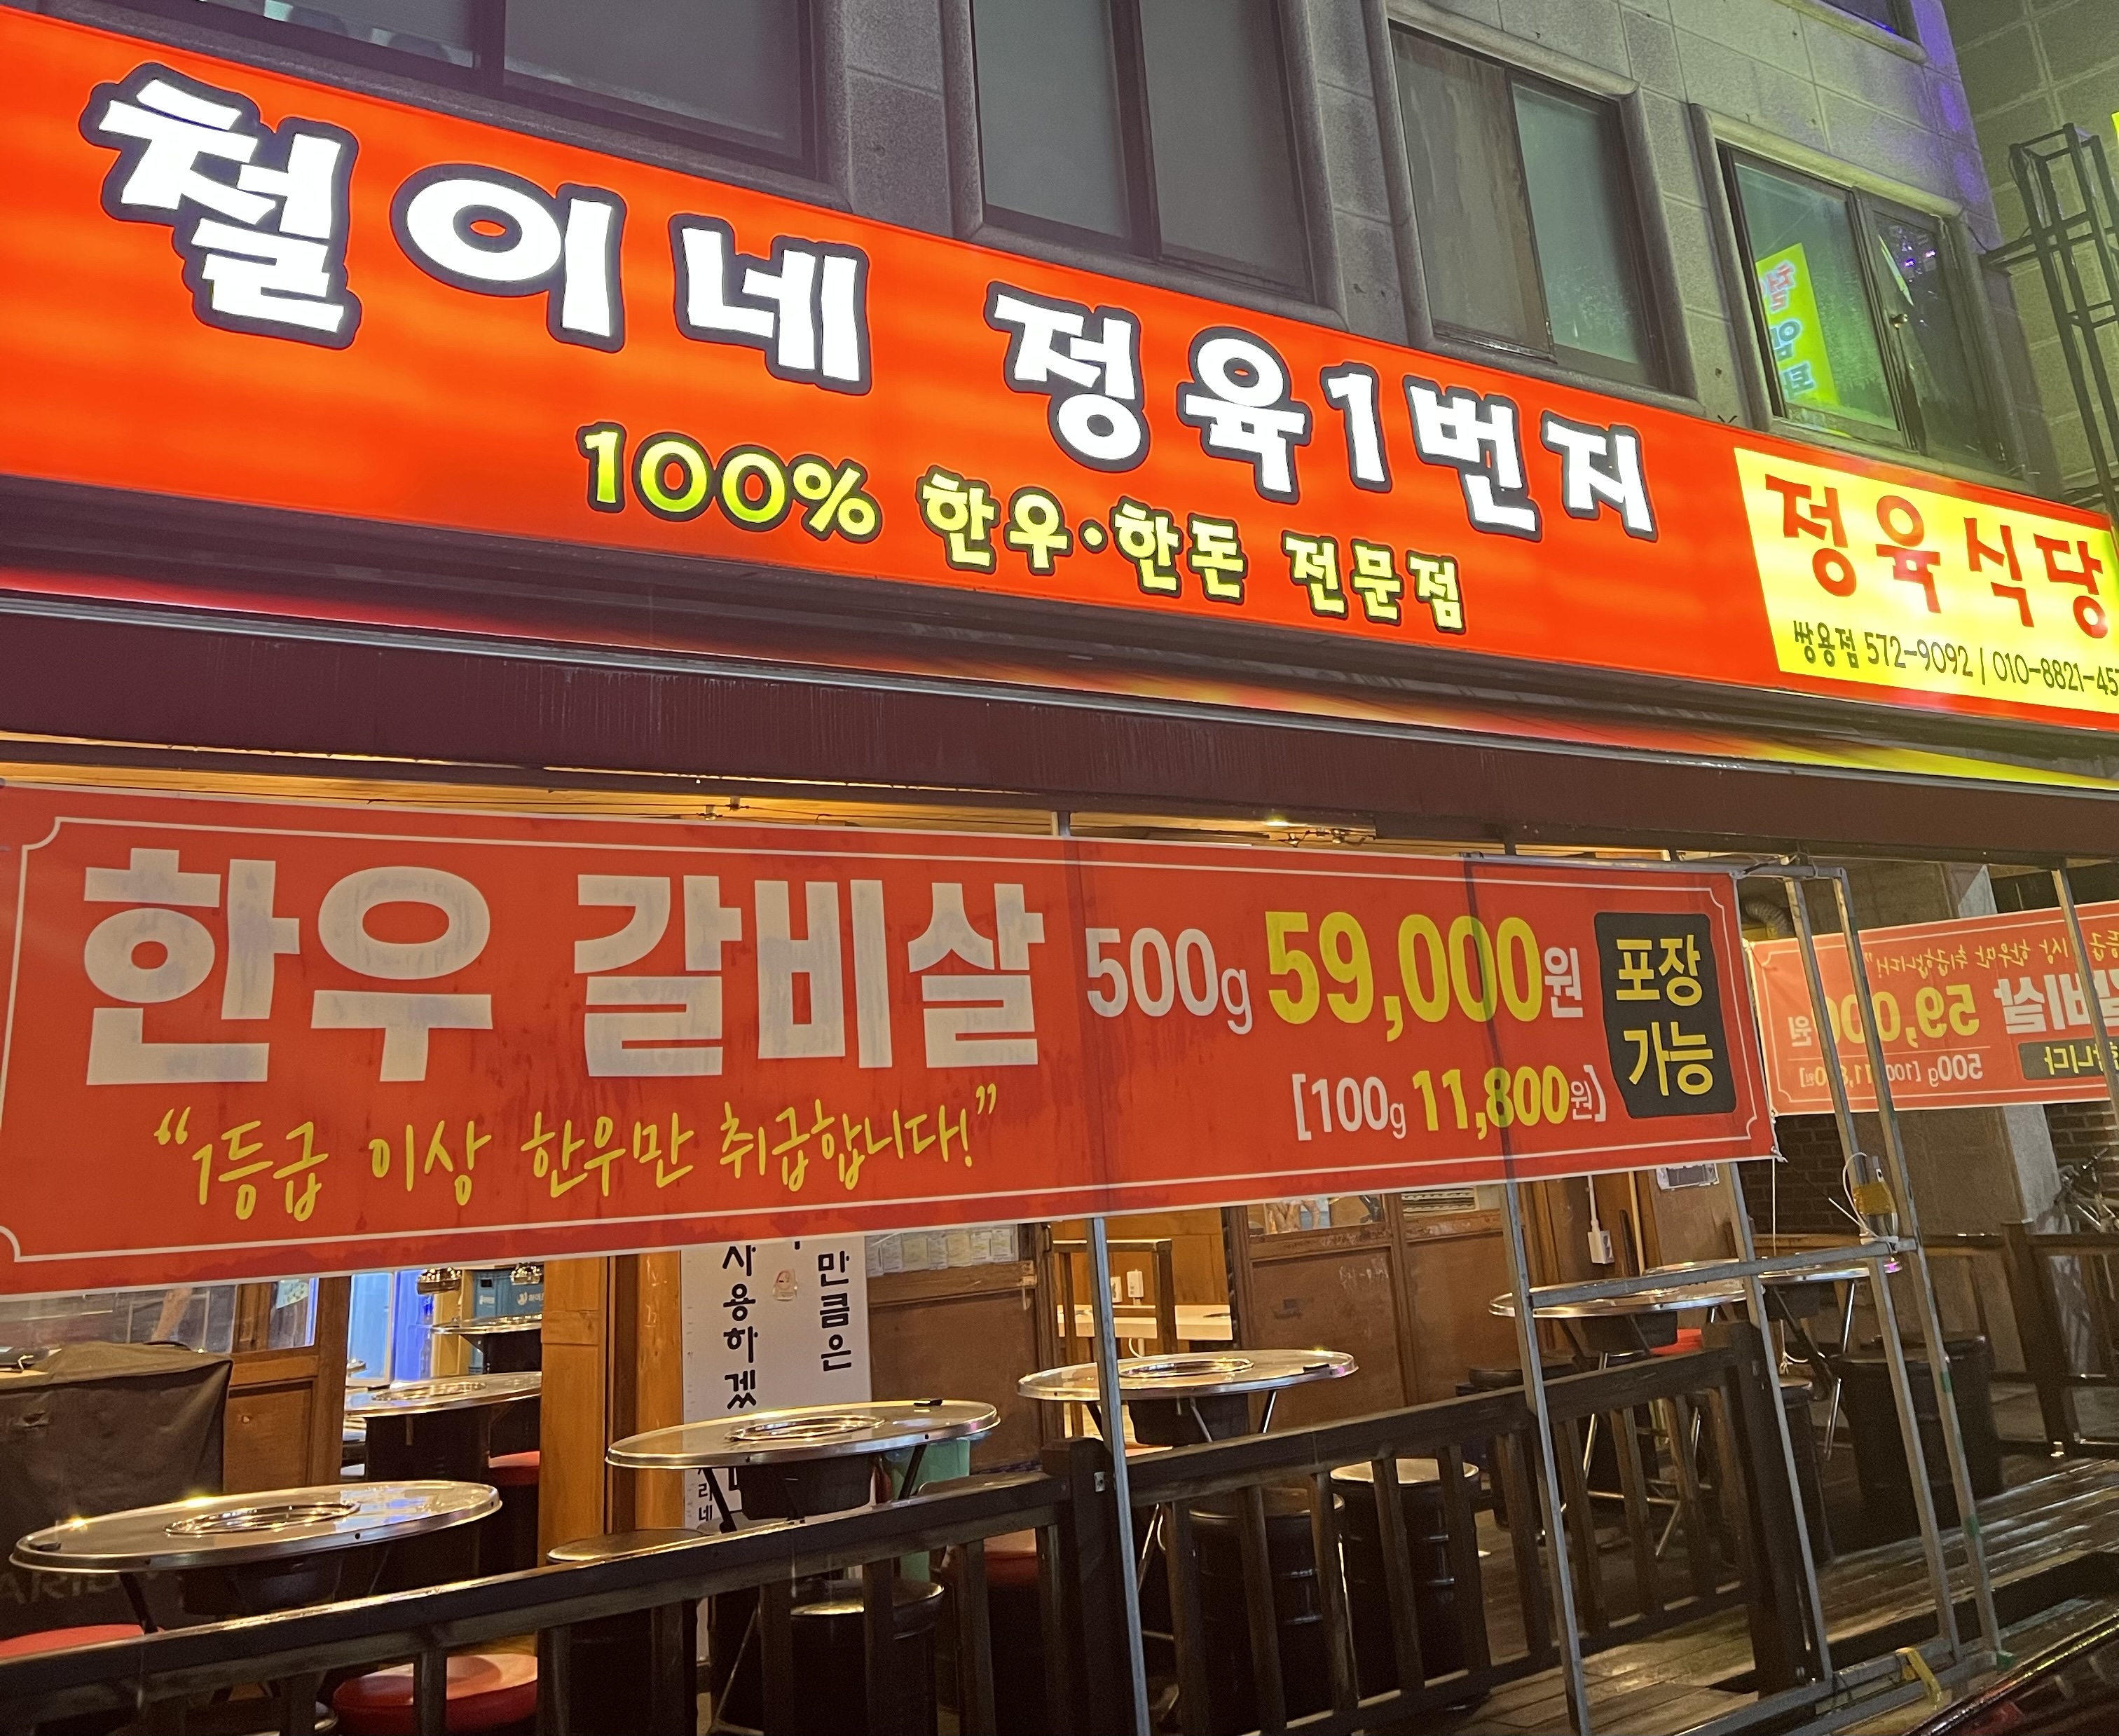 철이네 정육1번지
100% 한우·한돈 전문점
정육식당
쌍용점 572-9092 / 010-8821-45
한우 갈비살 500g 59,000원
[100g 11,800원]
포장
가능
"1등급 이상 한우만 취급합니다!"
만큼은
사용하겠